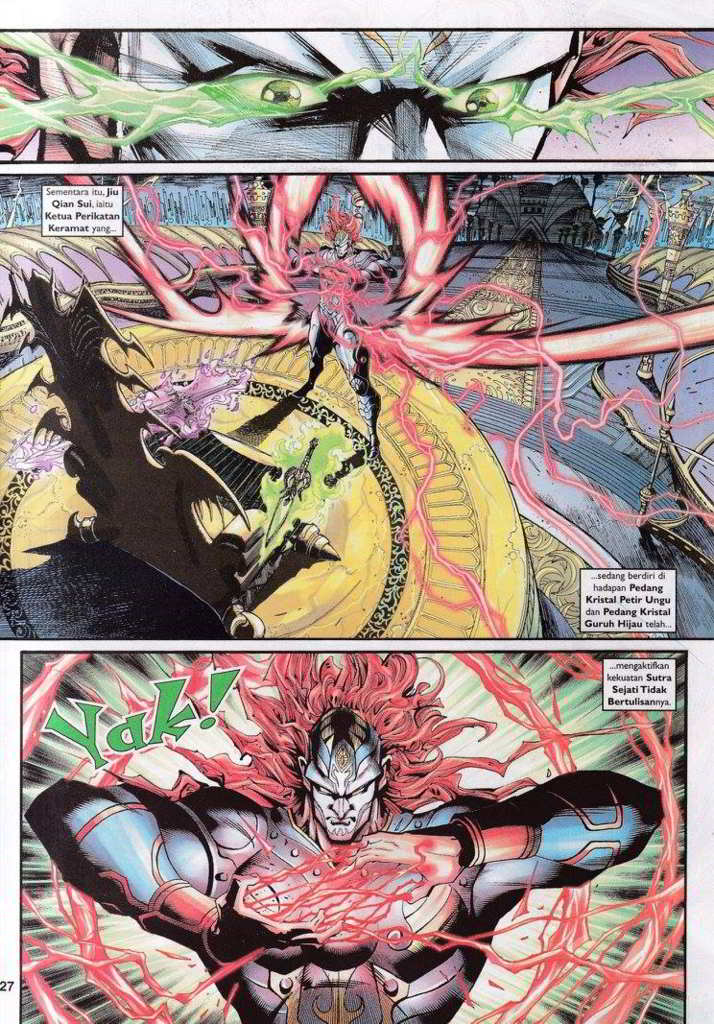 Sementara itu, Jiu
Qian Sui, iaitu
Ketua Perikatan
Keramat yang...
...sedang berdiri di
hadapan Pedang
Kristal Petir Ungu
dan Pedang Kristal
Guruh Hijau telah...
...mengaktifkan
kekuatan Sutra
Sejati Tidak
Bertulisannya.
Yak!
27